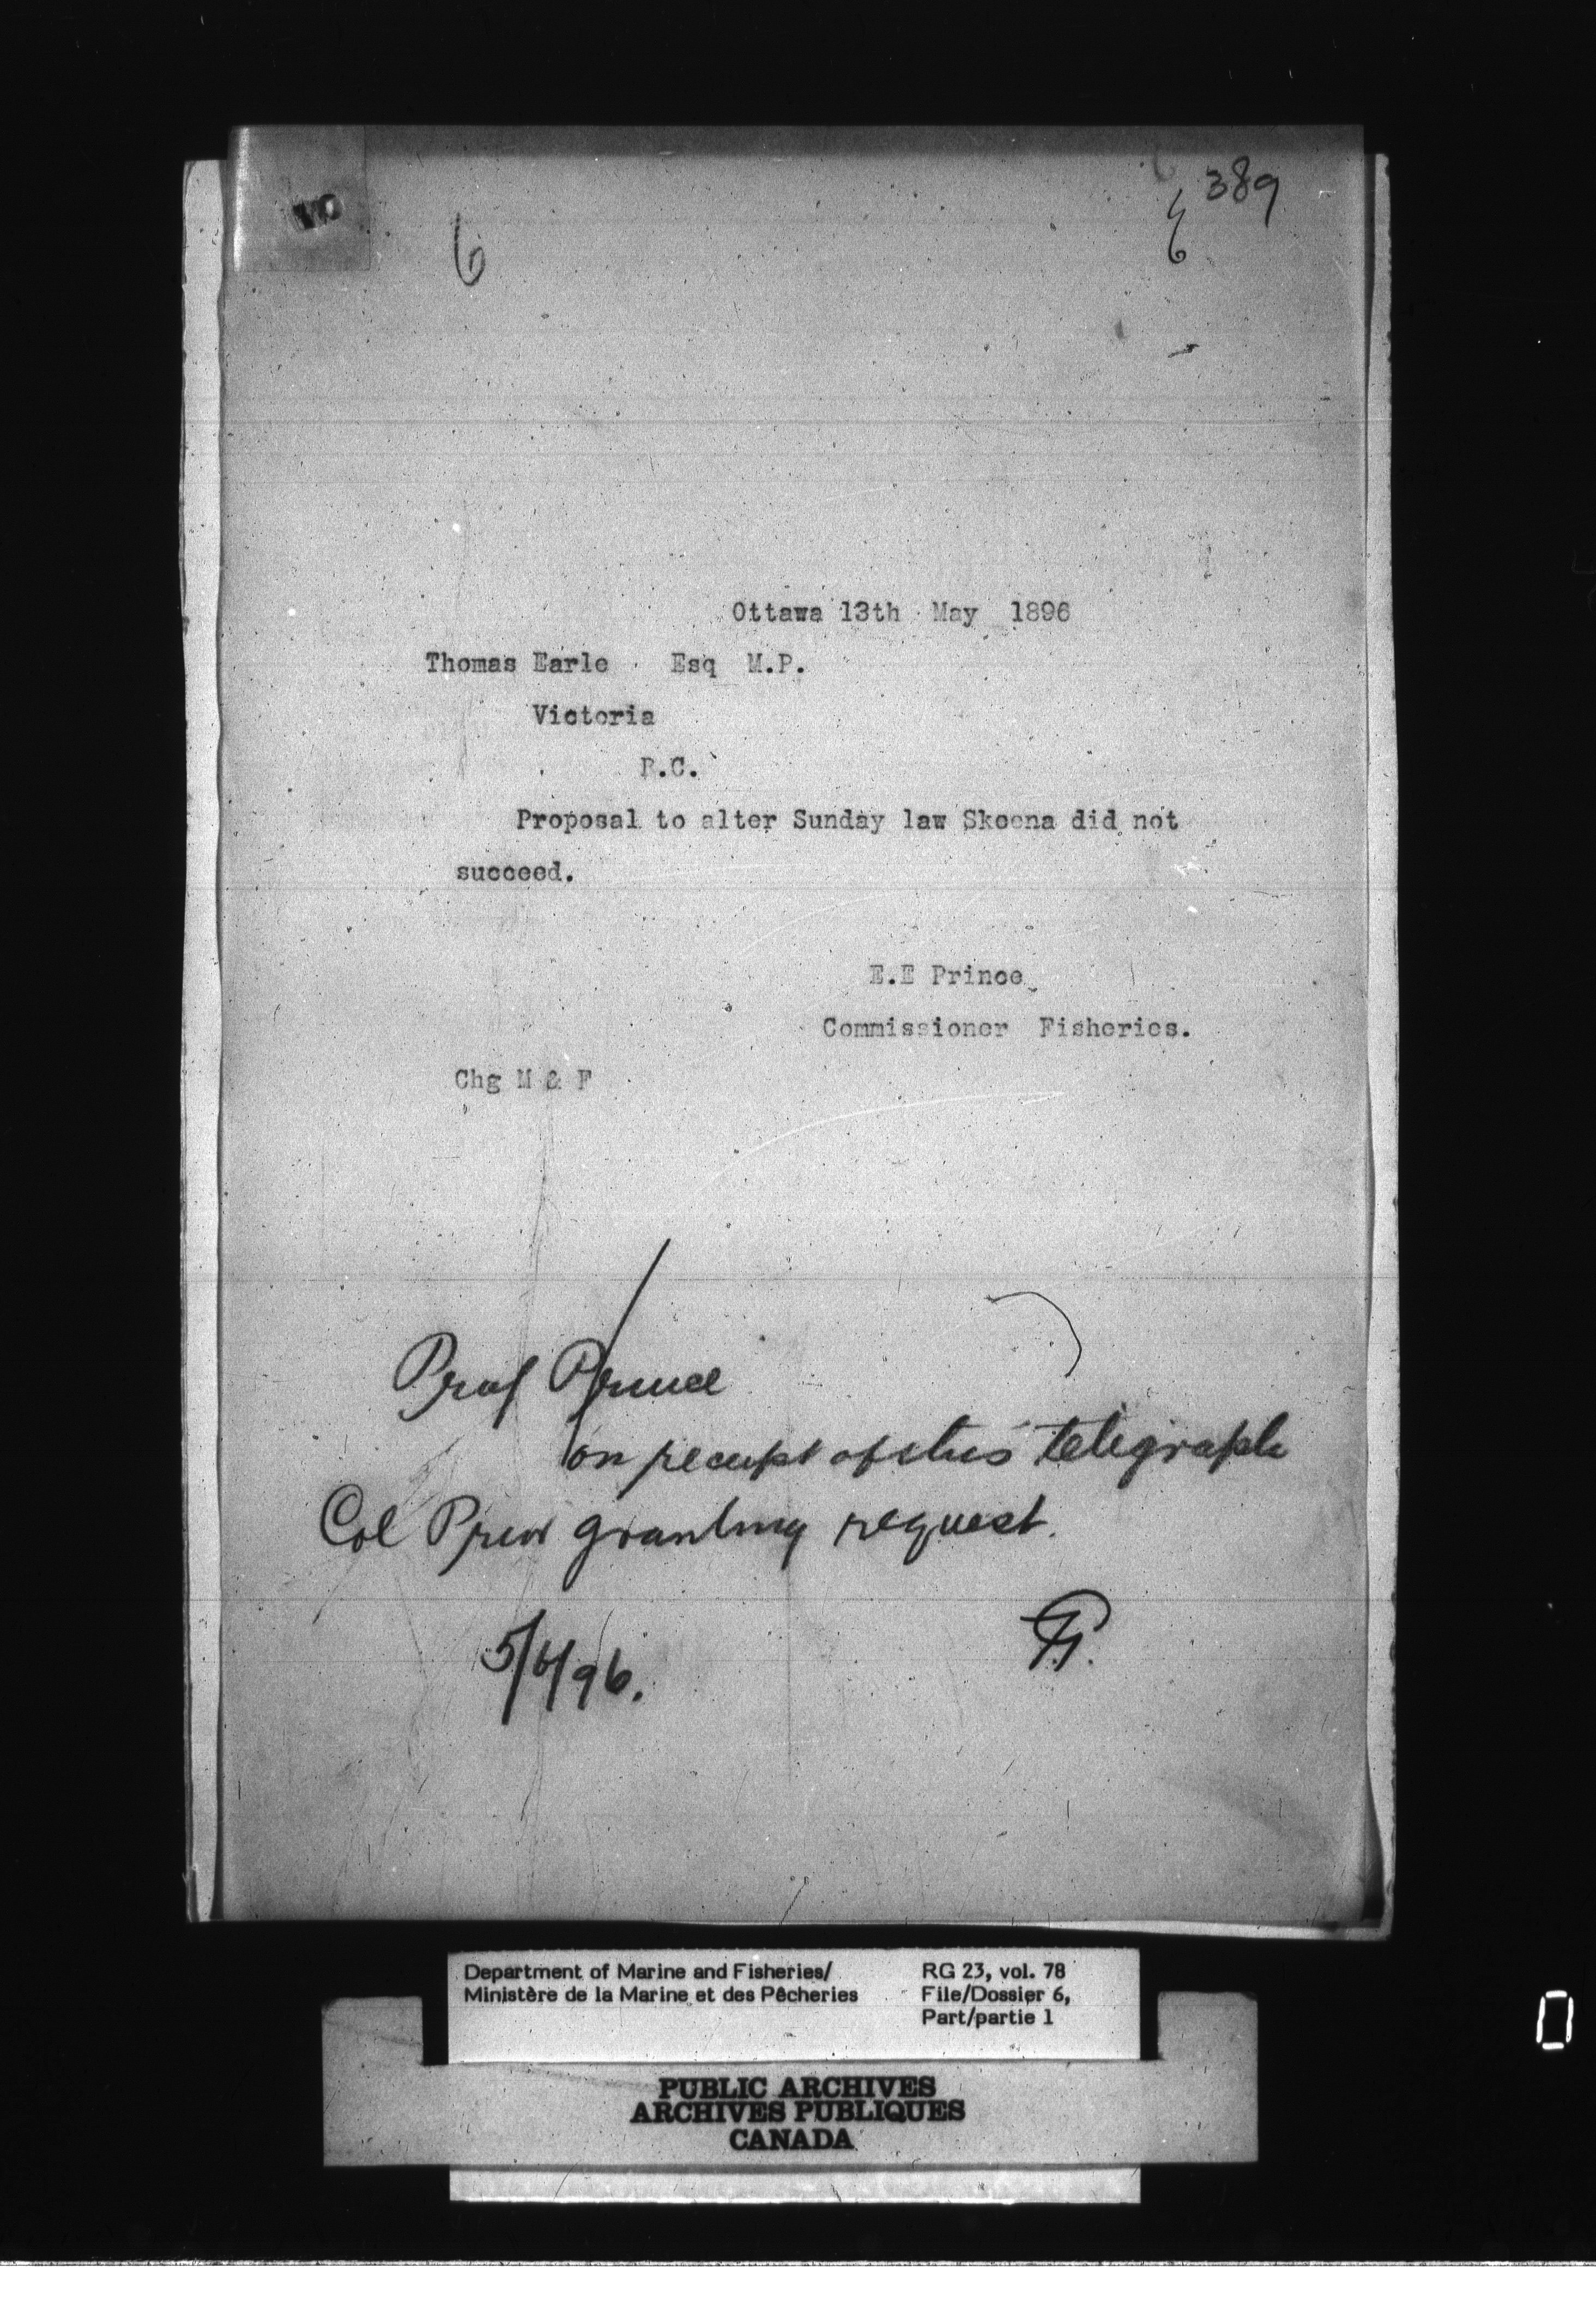 389
6
6
Ottawa 13th May 1896
Thomas Earle Esq M.P.
Victoria
B.C.
Proposal to alter Sunday law Skeena did not
succeed.
E.E Prince
Commissioner Fisheries.
Chg M & F
Prof Prince
on receipt of this telegraph
Col Prior granting request.
5/6/96.
Department of Marine and Fisheries/
Ministère de la Marine et des Pêcheries
RG 23, vol. 78
File/Dossier 6,
Part/partie 1
PUBLIC ARCHIVES
ARCHIVES PUBLIQUES
CANADA